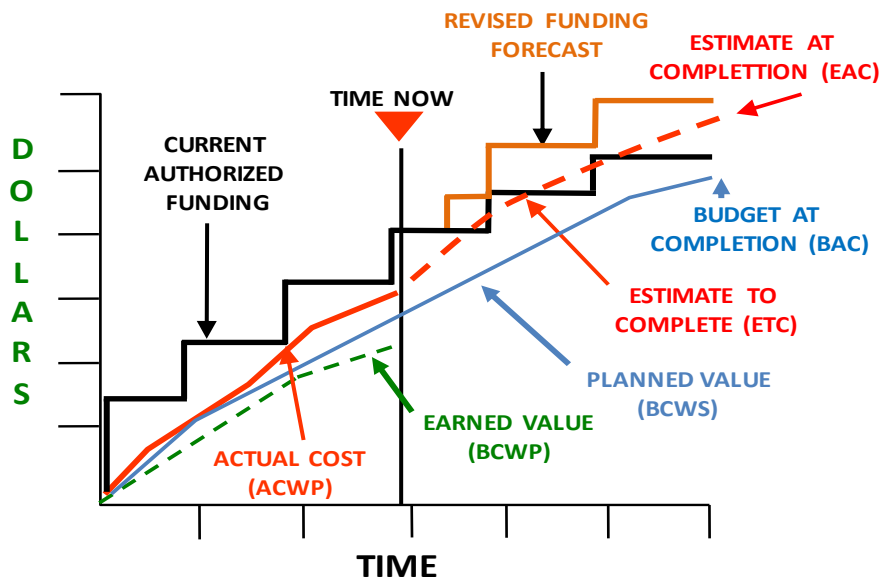 REVISED FUNDING
FORECAST
ESTIMATE AT
COMPLETTION (EAC)
TIME NOW
CURRENT
AUTHORIZED
FUNDING
DOLLARS
BUDGET AT
COMPLETION (BAC)
ESTIMATE TO
COMPLETE (ETC)
PLANNED VALUE
(BCWS)
EARNED VALUE
(BCWP)
ACTUAL COST
(ACWP)
TIME